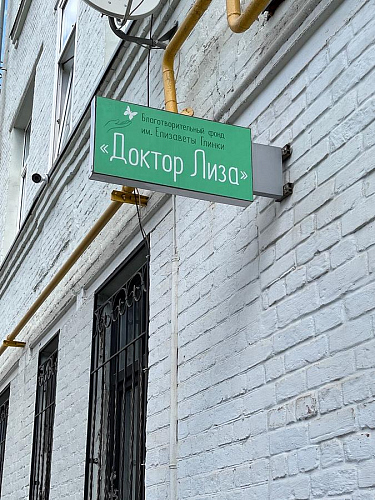 Благотворительный фонд
им. Елизаветы Глинки
«Доктор Лиза»